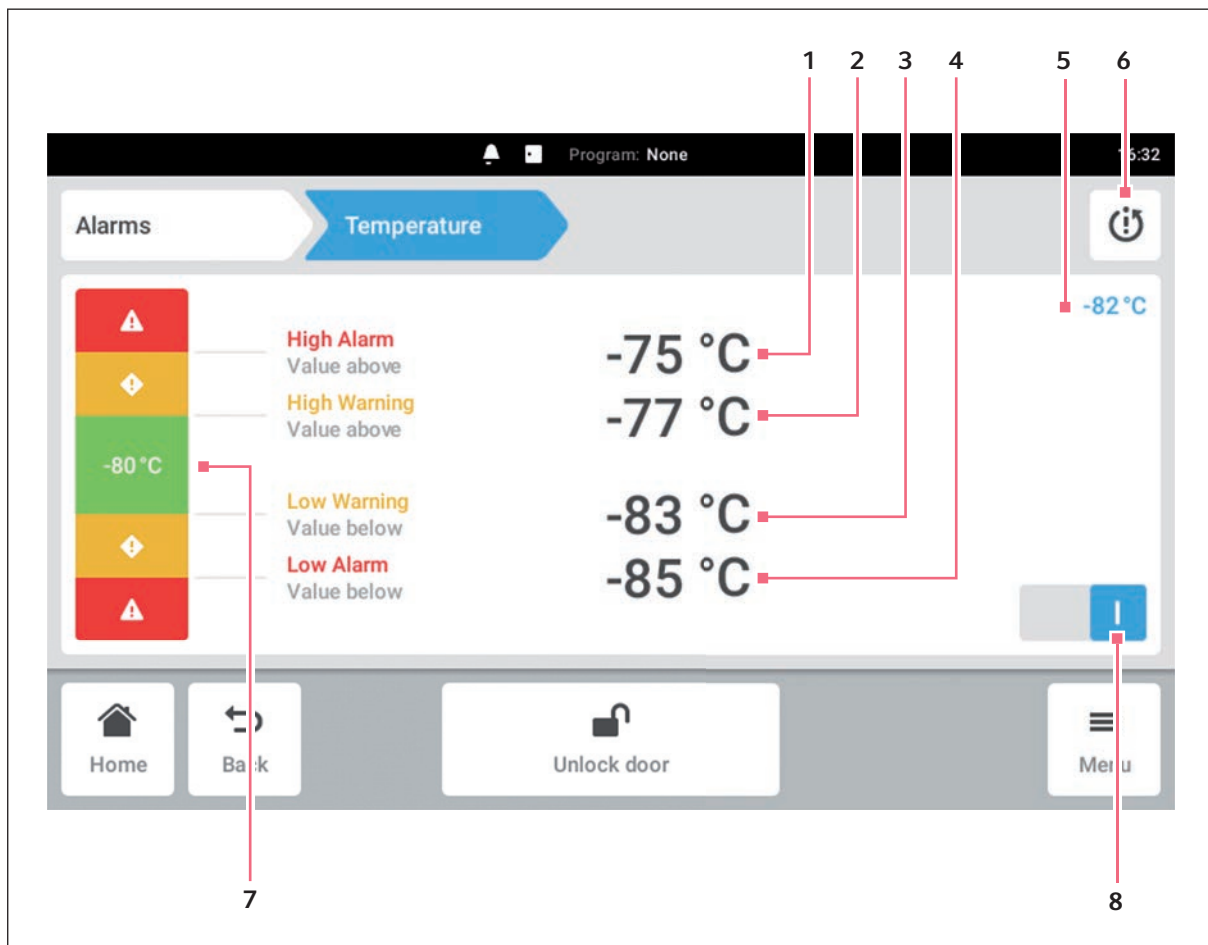 1 2 3 4 5 6
Program: None 16:32
Alarms Temperature
-82 °C
High Alarm
Value above
-75 °C
High Warning
Value above
-77 °C
-80 °C
Low Warning
Value below
-83 °C
Low Alarm
Value below
-85 °C
Home Back Unlock door Menu
7 8